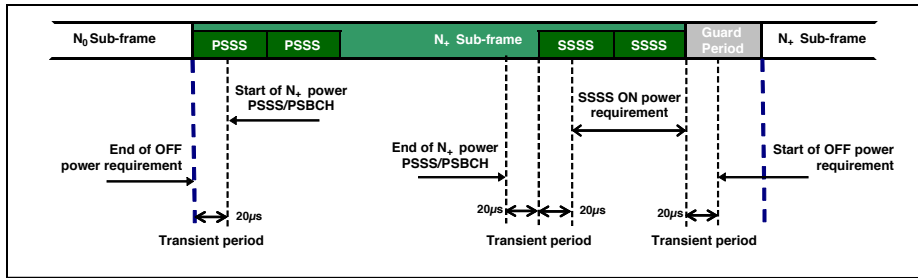 N0 Sub-frame
PSSS
PSSS
N+ Sub-frame
SSSS
SSSS
Guard
Period
N+ Sub-frame
Start of N+ power
PSSS/PSBCH
SSSS ON power
requirement
End of OFF
power requirement
End of N+ power
PSSS/PSBCH
Start of OFF power
requirement
20µs
20µs
20µs
20µs
Transient period
Transient period
Transient period